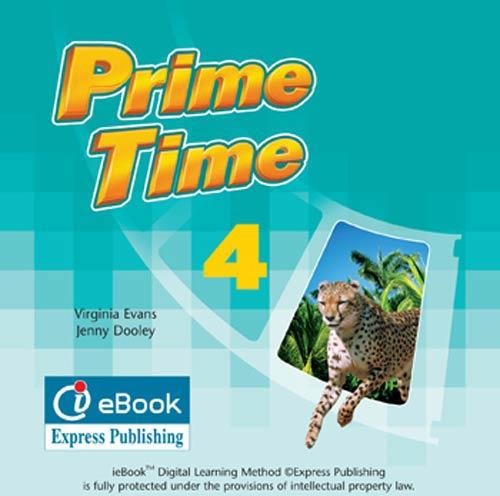 Prime
Time
4
Virginia Evans
Jenny Dooley
i eBook
Express Publishing
ieBook™ Digital Learning Method ©Express Publishing
is fully protected under the provisions of intellectual property law.